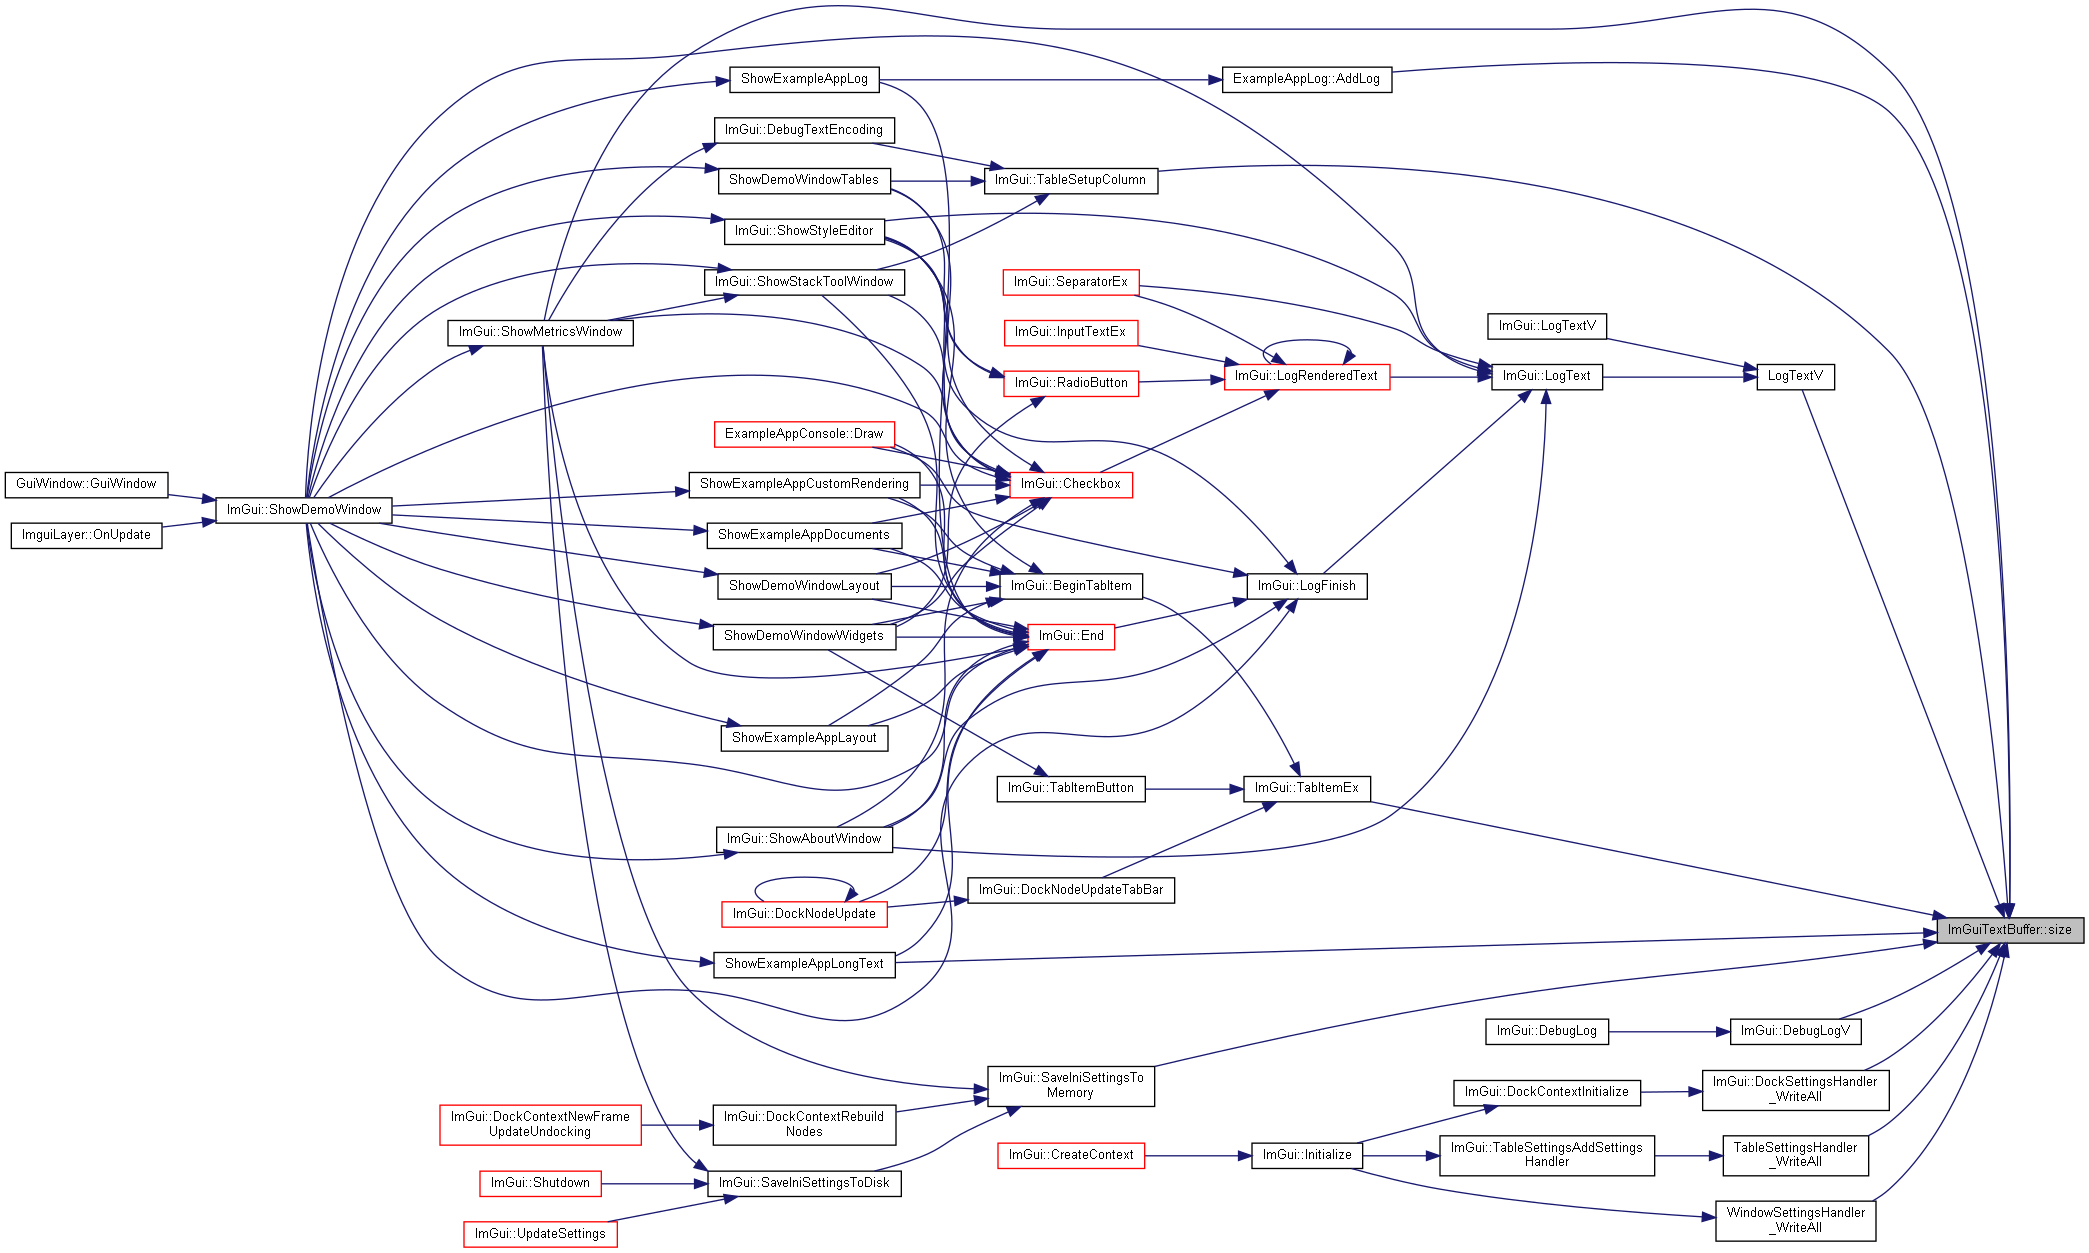 ShowExampleAppLog
ExampleAppLog::AddLog
ImGui::DebugTextEncoding
ShowDemoWindowTables
ImGui::TableSetupColumn
ImGui::ShowStyleEditor
ImGui::ShowStackToolWindow
ImGui::SeparatorEx
ImGui::ShowMetricsWindow
ImGui::InputTextEx
ImGui::LogTextV
ImGui::RadioButton
ImGui::LogRenderedText
ImGui::LogText
LogTextV
ExampleAppConsole::Draw
GuiWindow::GuiWindow
ShowExampleAppCustomRendering
ImGui::Checkbox
ImGui::ShowDemoWindow
ImguiLayer::OnUpdate
ShowExampleAppDocuments
ShowDemoWindowLayout
ImGui::BeginTabItem
ImGui::LogFinish
ShowDemoWindowWidgets
ImGui::End
ShowExampleAppLayout
ImGui::TabItemButton
ImGui::TabItemEx
ImGui::ShowAboutWindow
ImGui::DockNodeUpdateTabBar
ImGui::DockNodeUpdate
ImGuiTextBuffer::size
ShowExampleAppLongText
ImGui::DebugLog
ImGui::DebugLogV
ImGui::SaveIniSettingsTo
Memory
ImGui::DockContextInitialize
ImGui::DockSettingsHandler
_WriteAll
ImGui::DockContextNewFrame
UpdateUndocking
ImGui::DockContextRebuild
Nodes
ImGui::CreateContext
ImGui::Initialize
ImGui::TableSettingsAddSettings
Handler
TableSettingsHandler
_WriteAll
ImGui::Shutdown
ImGui::SaveIniSettingsToDisk
ImGui::UpdateSettings
WindowSettingsHandler
_WriteAll